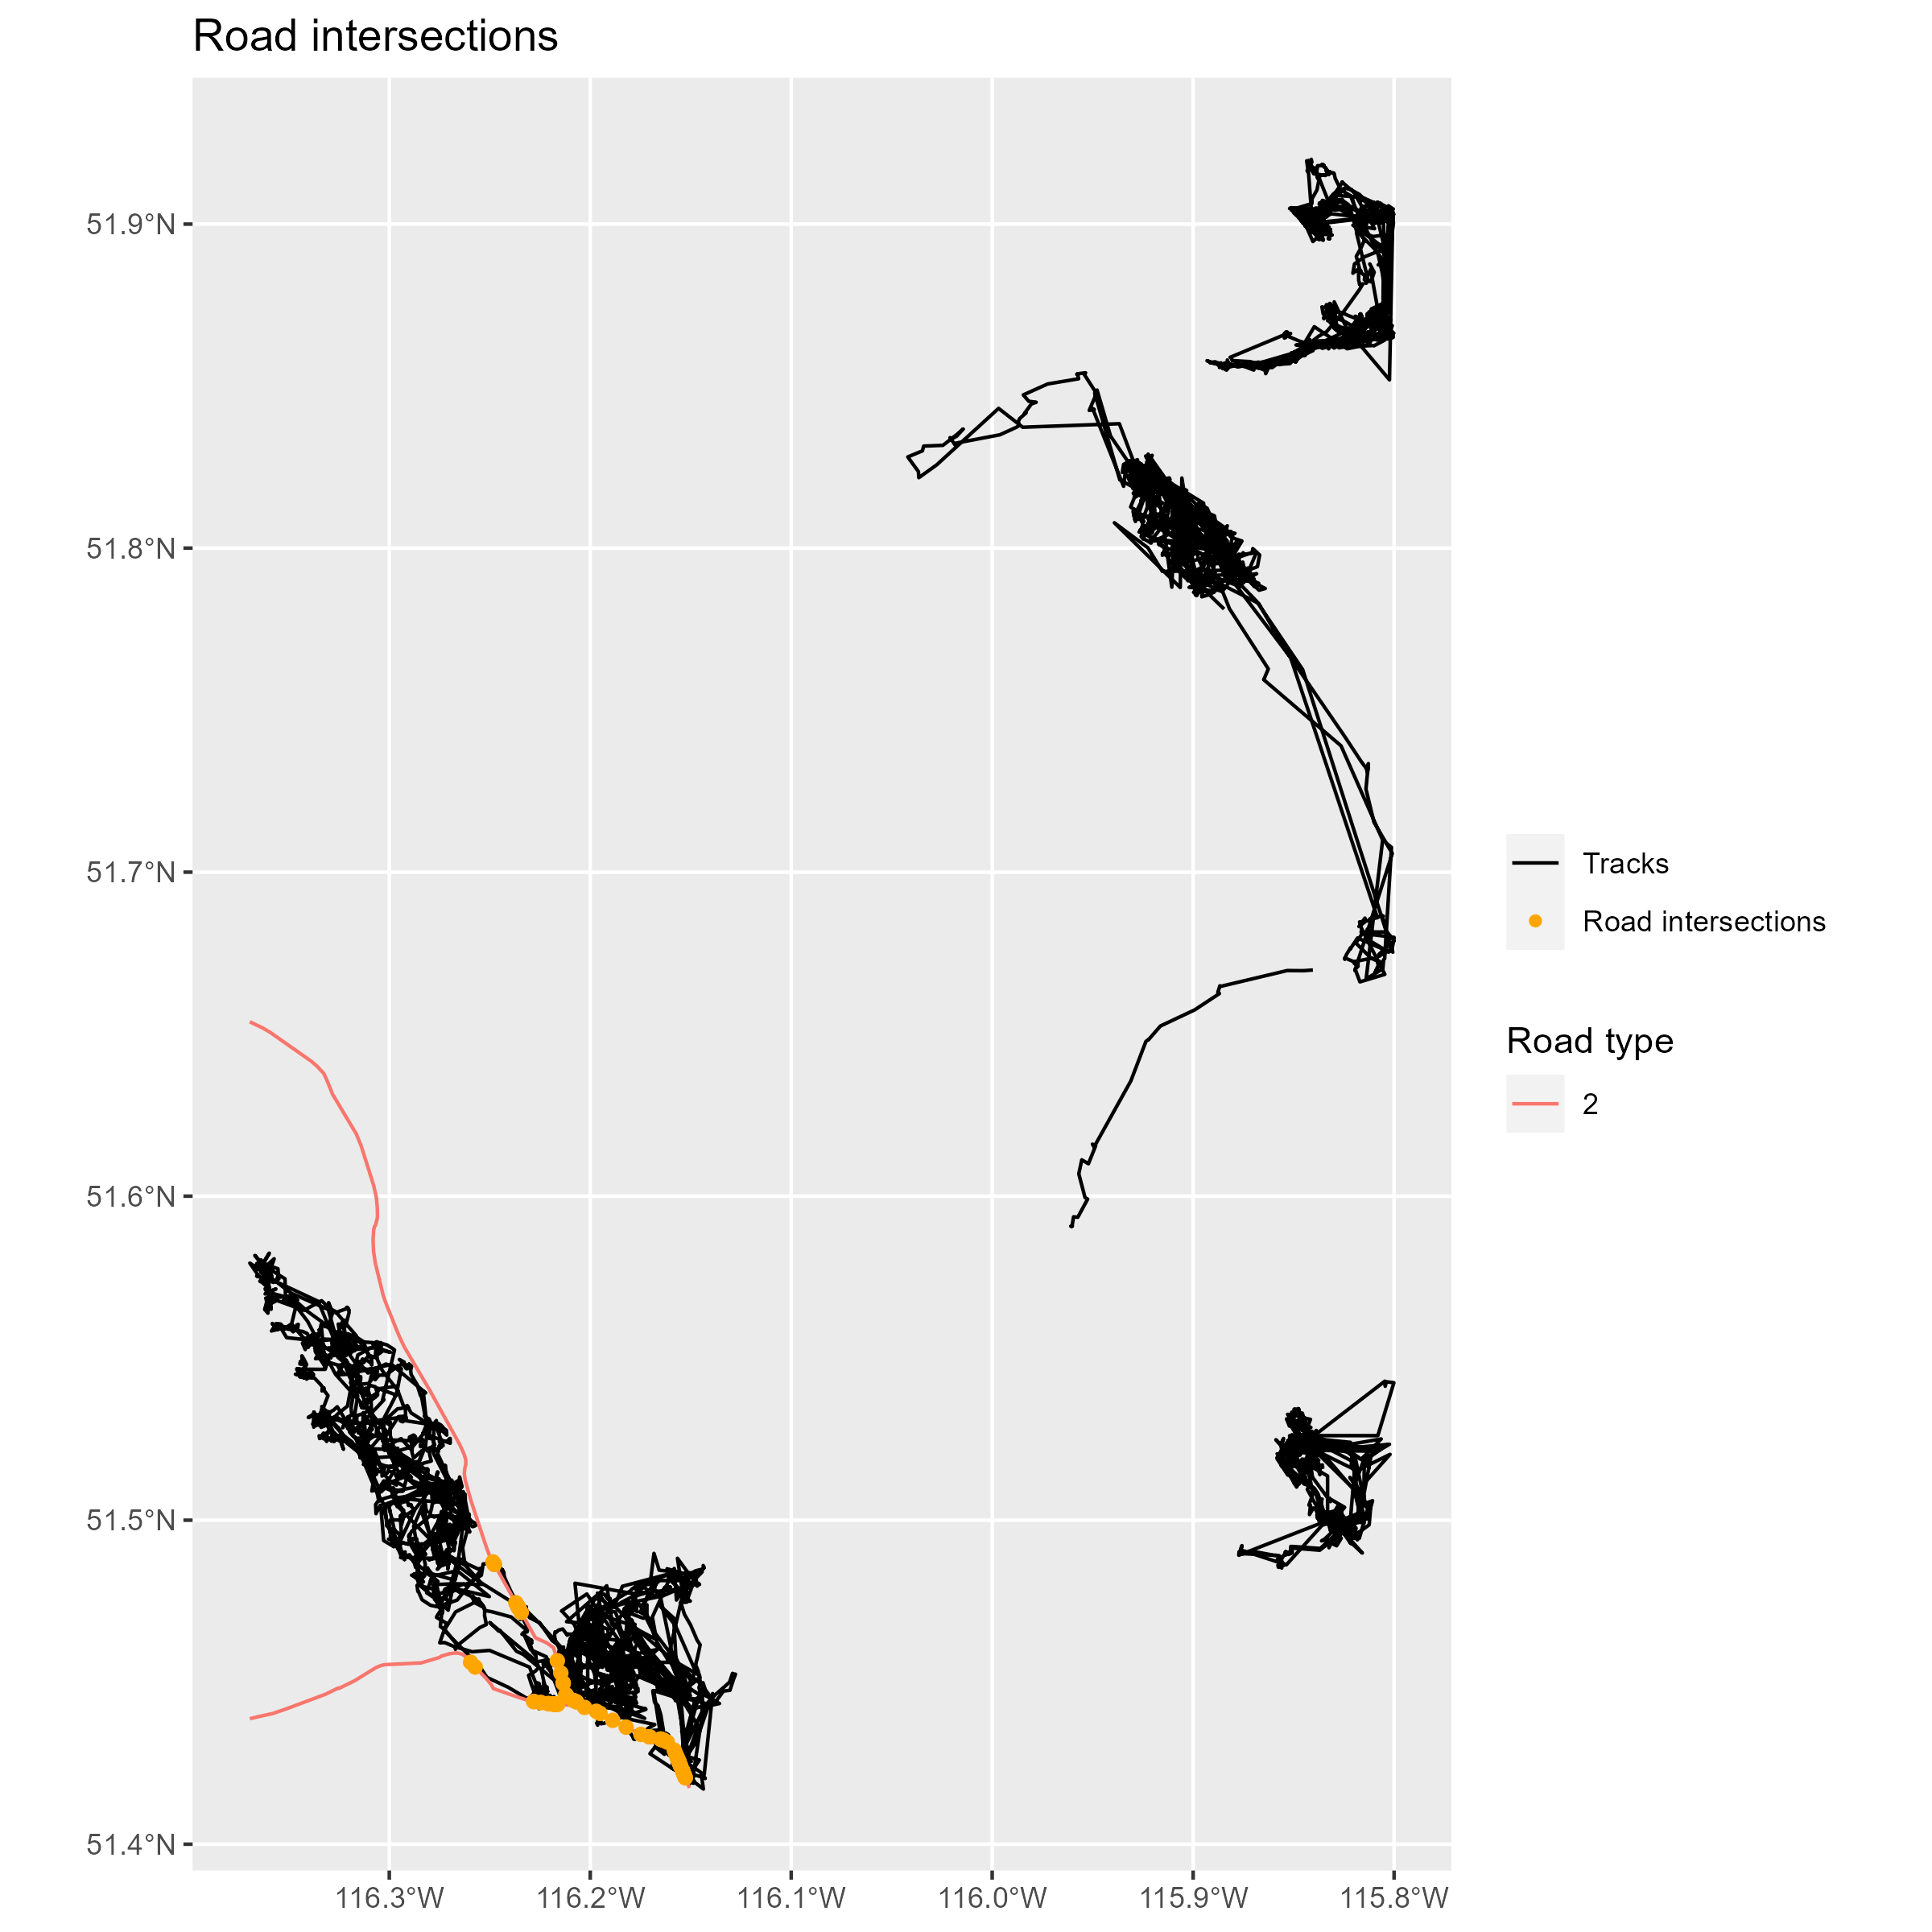 Road intersections
51.9°N
51.8°N
51.7°N
51.6°N
51.5°N
51.4°N
116.3°W
116.2°W
116.1°W
116.0°W
115.9°W
115.8°W
Tracks
Road intersections
Road type
2